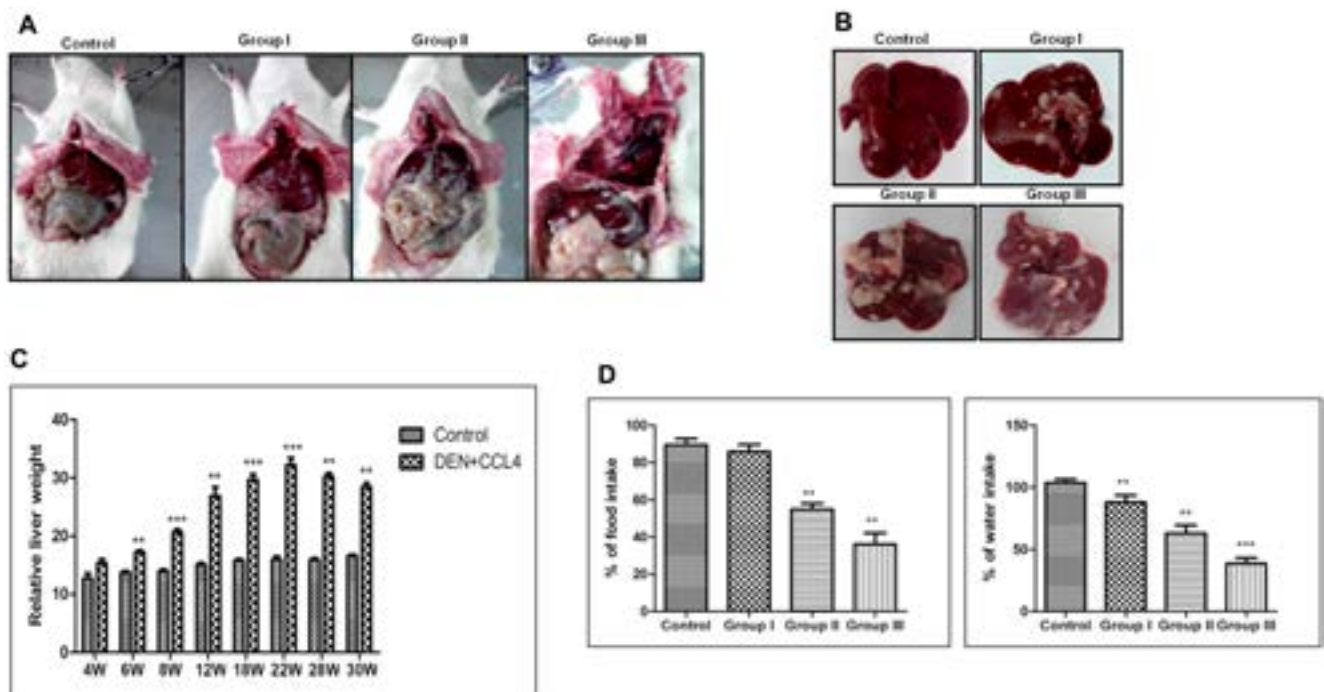 A
Control Group I Group II Group III
B
Control Group I
Group II Group III
C
Relative liver weight
40
30
20
10
0
** *** ** *** *** ** **
4W 6W 8W 12W 18W 22W 28W 30W
Control
DEN+CCL4
D
% of food intake
100
80
60
40
20
0
** **
Control Group I Group II Group III
% of water intake
150
100
50
0
** ** ***
Control Group I Group II Group III